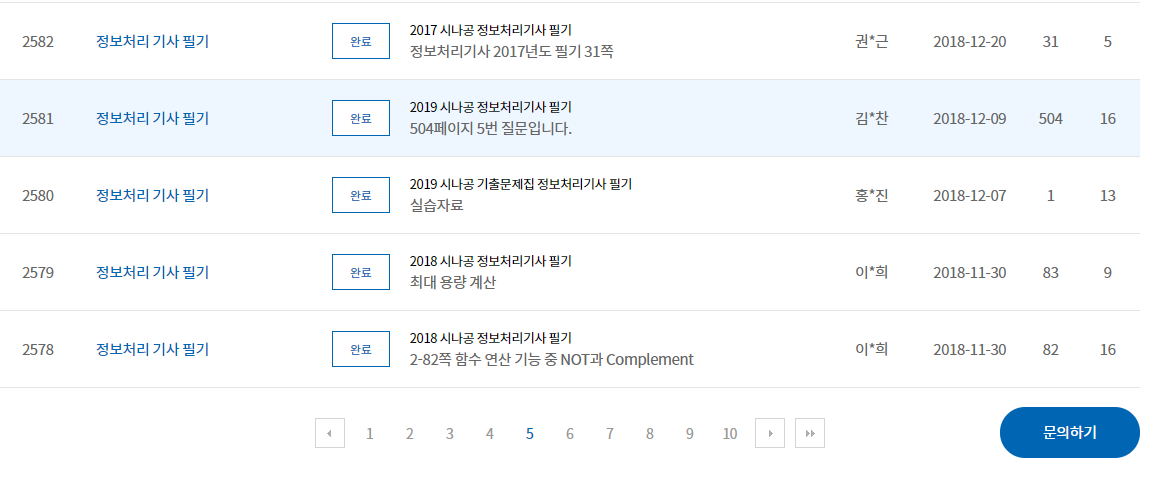 2582 정보처리 기사 필기 완료 2017 시나공 정보처리기사 필기 권*근 2018-12-20 31 5
정보처리기사 2017년도 필기 31쪽
2581 정보처리 기사 필기 완료 2019 시나공 정보처리기사 필기 김*찬 2018-12-09 504 16
504페이지 5번 질문입니다.
2580 정보처리 기사 필기 완료 2019 시나공 기출문제집 정보처리기사 필기 홍*진 2018-12-07 1 13
실습자료
2579 정보처리 기사 필기 완료 2018 시나공 정보처리기사 필기 이*희 2018-11-30 83 9
최대 용량 계산
2578 정보처리 기사 필기 완료 2018 시나공 정보처리기사 필기 이*희 2018-11-30 82 16
2-82쪽 함수 연산 기능 중 NOT과 Complement
1 2 3 4 5 6 7 8 9 10
문의하기